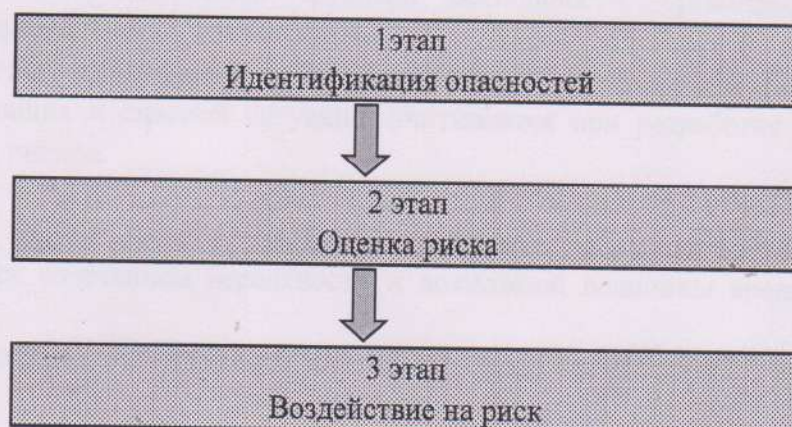 1этап
Идентификация опасностей
2 этап
Оценка риска
3 этап
Воздействие на риск